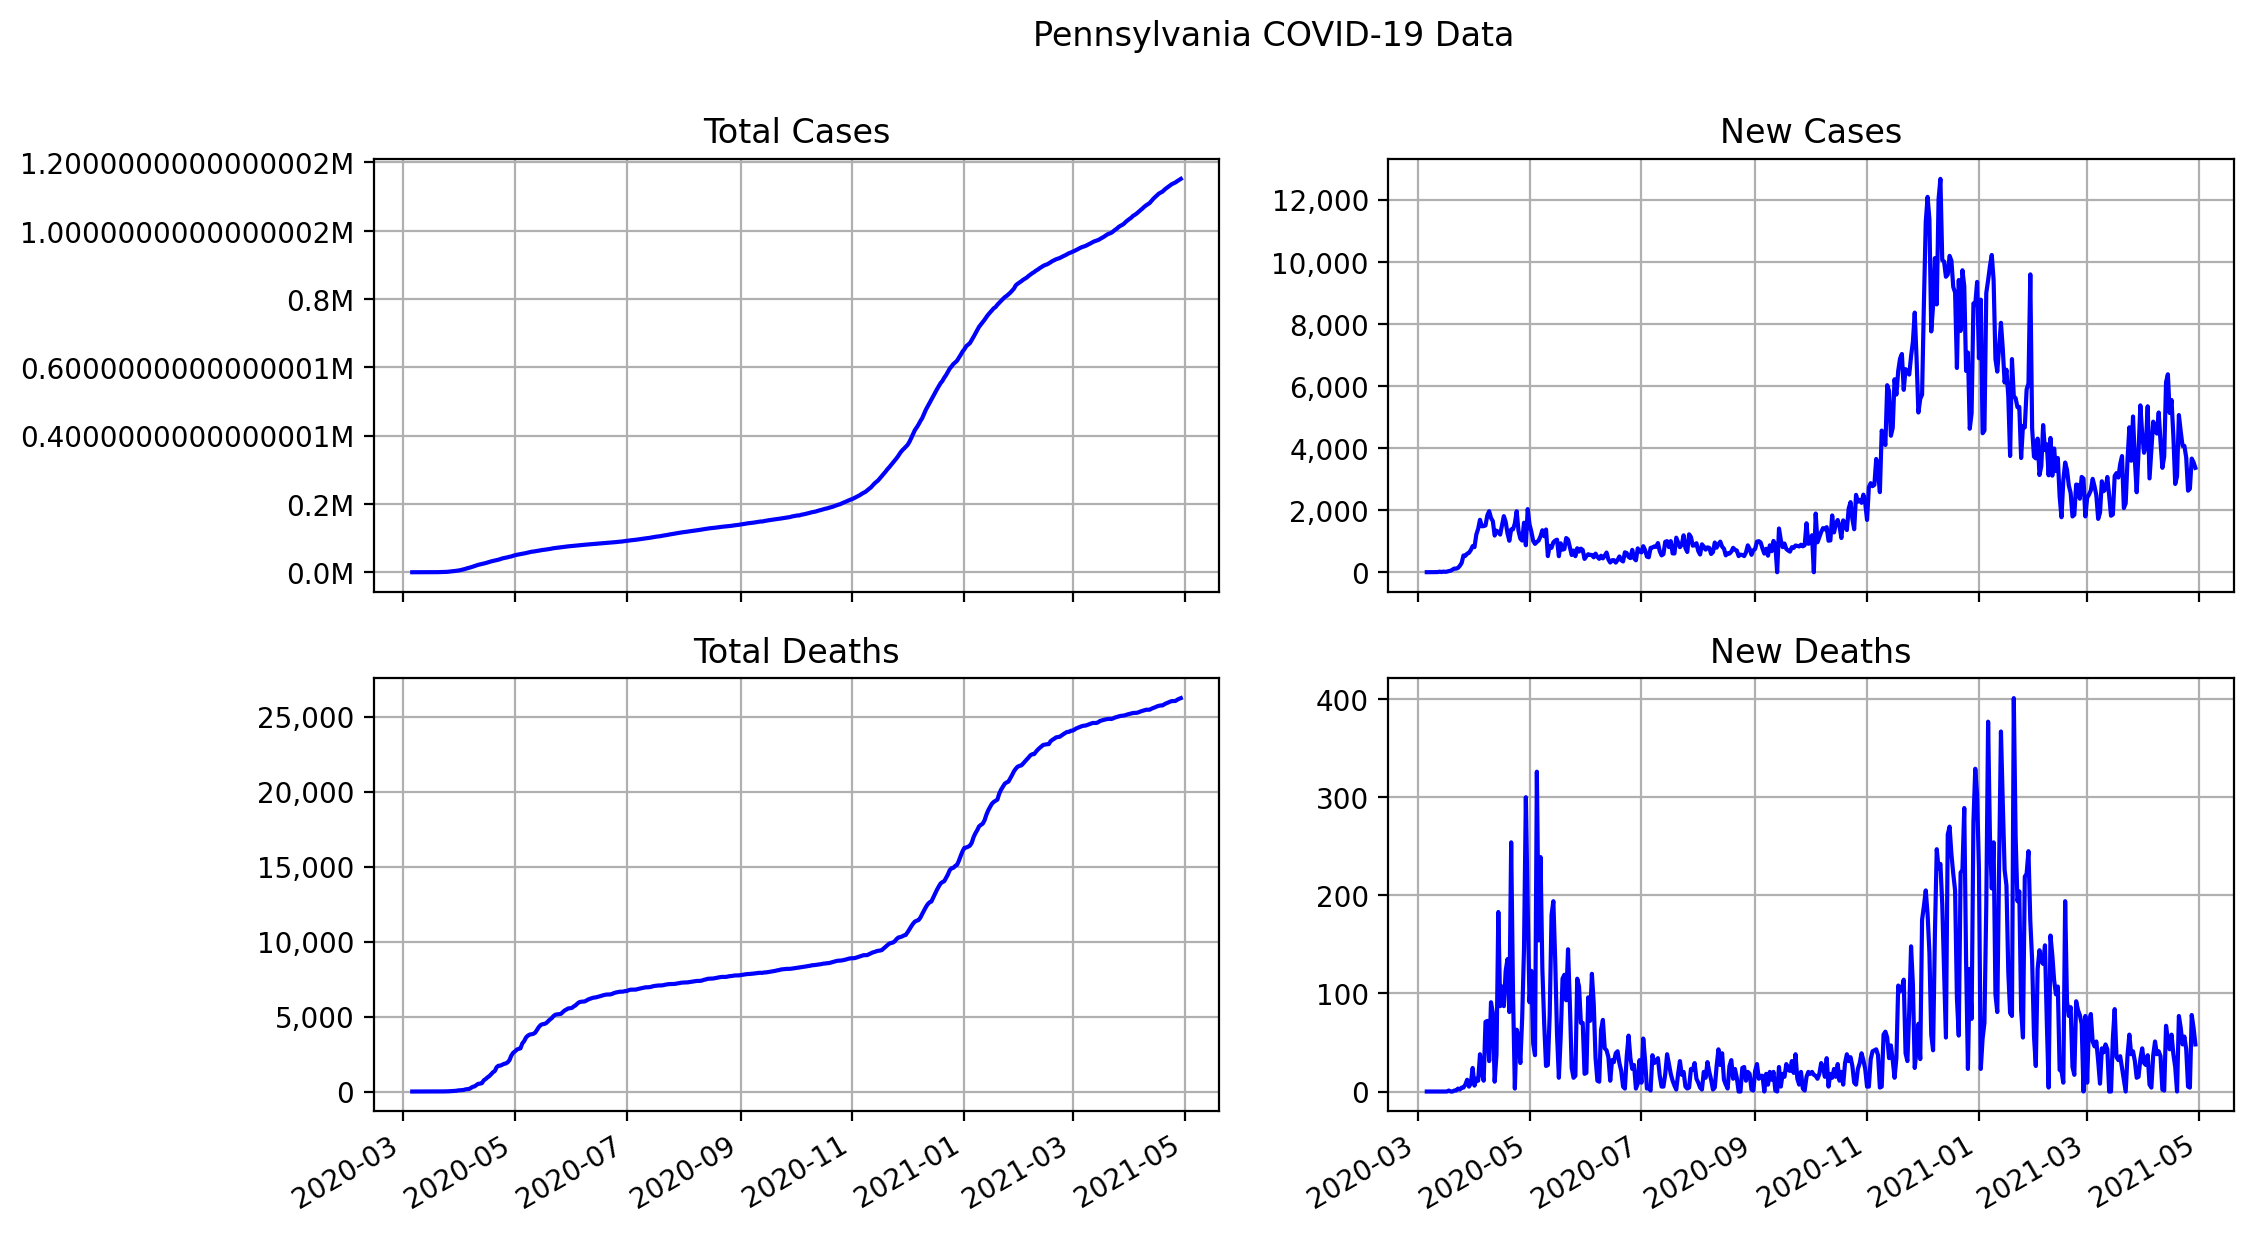 Pennsylvania COVID-19 Data
Total Cases
1.2000000000000002M
1.0000000000000002M
0.8M
0.6000000000000001M
0.4000000000000001M
0.2M
0.0M
New Cases
12,000
10,000
8,000
6,000
4,000
2,000
0
Total Deaths
25,000
20,000
15,000
10,000
5,000
0
2020-03
2020-05
2020-07
2020-09
2020-11
2021-01
2021-03
2021-05
New Deaths
400
300
200
100
0
2020-03
2020-05
2020-07
2020-09
2020-11
2021-01
2021-03
2021-05